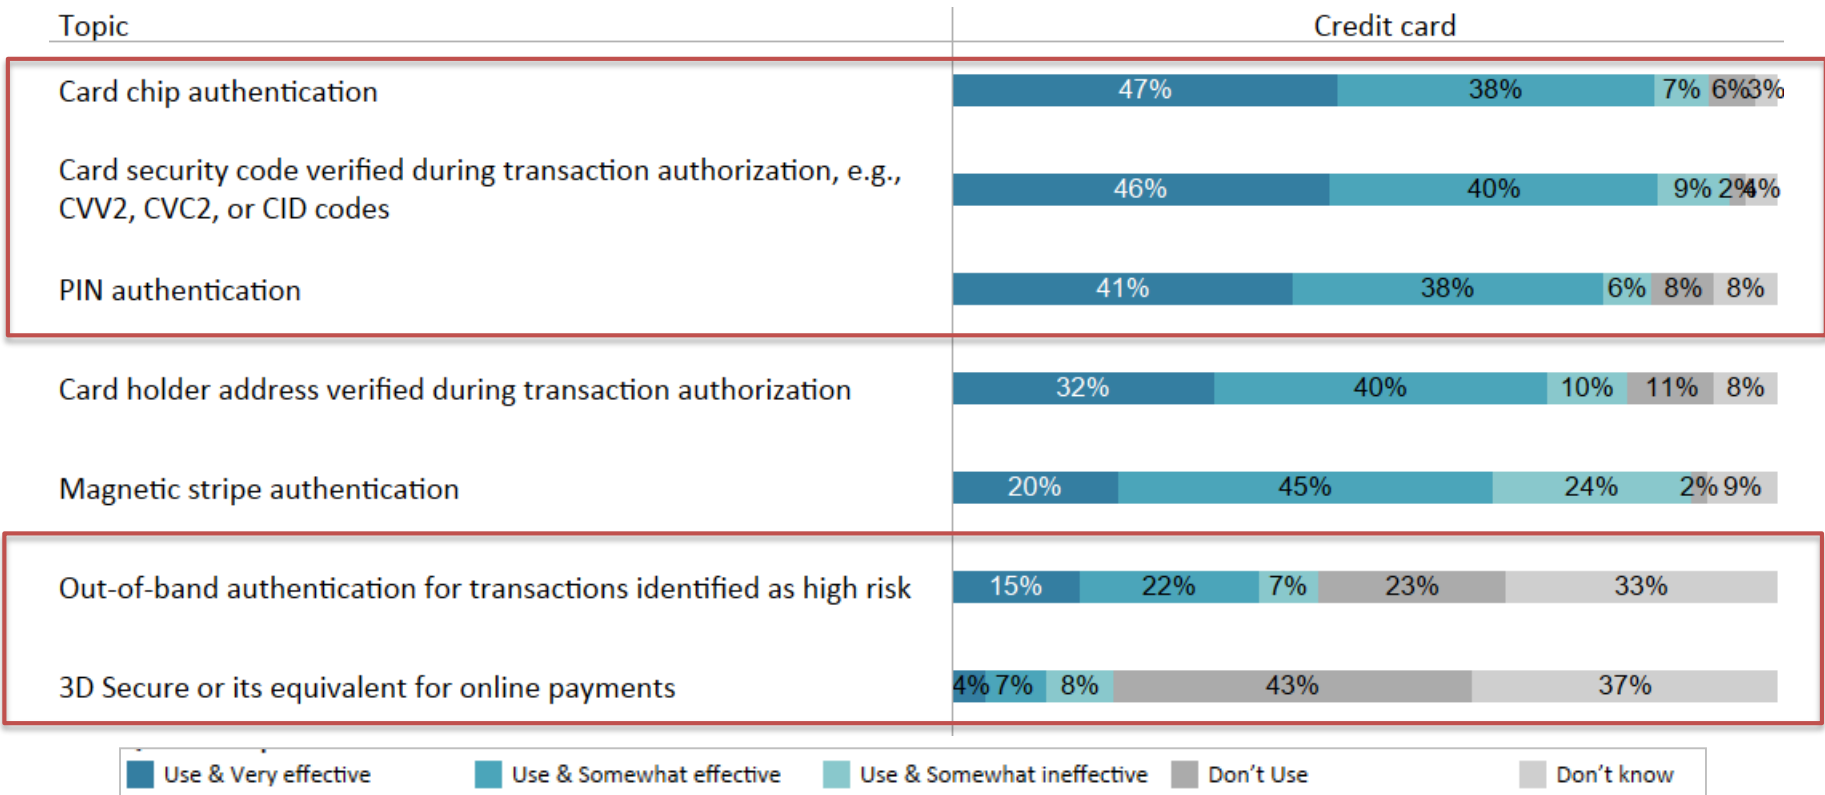 Topic Credit card
Card chip authentication 47% 38% 7% 6% 3%
Card security code verified during transaction authorization, e.g.,
CVV2, CVC2, or CID codes 46% 40% 9% 2% 4%
PIN authentication 41% 38% 6% 8% 8%
Card holder address verified during transaction authorization 32% 40% 10% 11% 8%
Magnetic stripe authentication 20% 45% 24% 2% 9%
Out-of-band authentication for transactions identified as high risk 15% 22% 7% 23% 33%
3D Secure or its equivalent for online payments 4% 7% 8% 43% 37%
Use & Very effective Use & Somewhat effective Use & Somewhat ineffective Don't Use Don't know